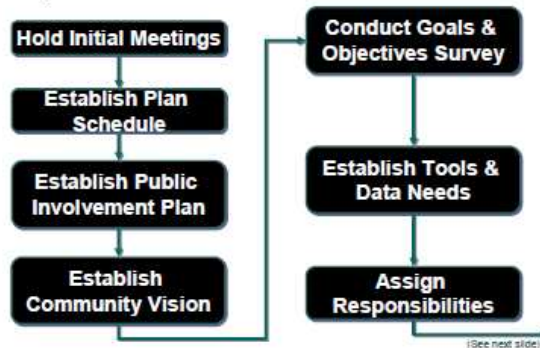 Hold Initial Meetings
Establish Plan
Schedule
Establish Public
Involvement Plan
Establish
Community Vision
Conduct Goals &
Objectives Survey
Establish Tools &
Data Needs
Assign
Responsibilities
(See next slide)